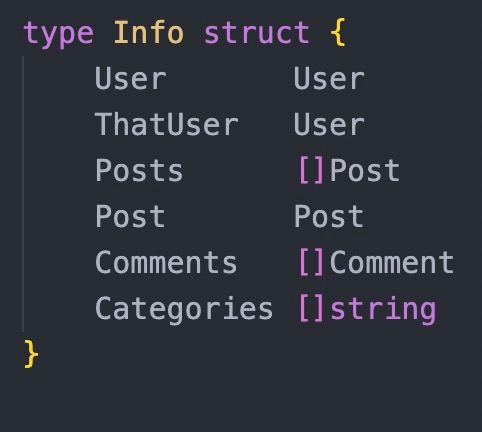 type Info struct {
    User       User
    ThatUser   User
    Posts      []Post
    Post       Post
    Comments   []Comment
    Categories []string
}